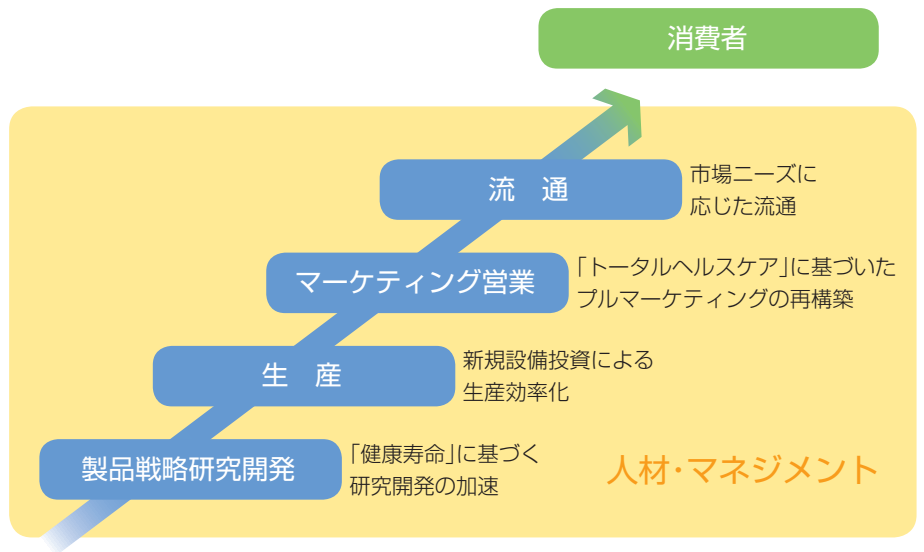 消費者
流　通
市場ニーズに
応じた流通
マーケティング営業
「トータルヘルスケア」に基づいた
プルマーケティングの再構築
生　産
新規設備投資による
生産効率化
製品戦略研究開発
「健康寿命」に基づく
研究開発の加速
人材・マネジメント